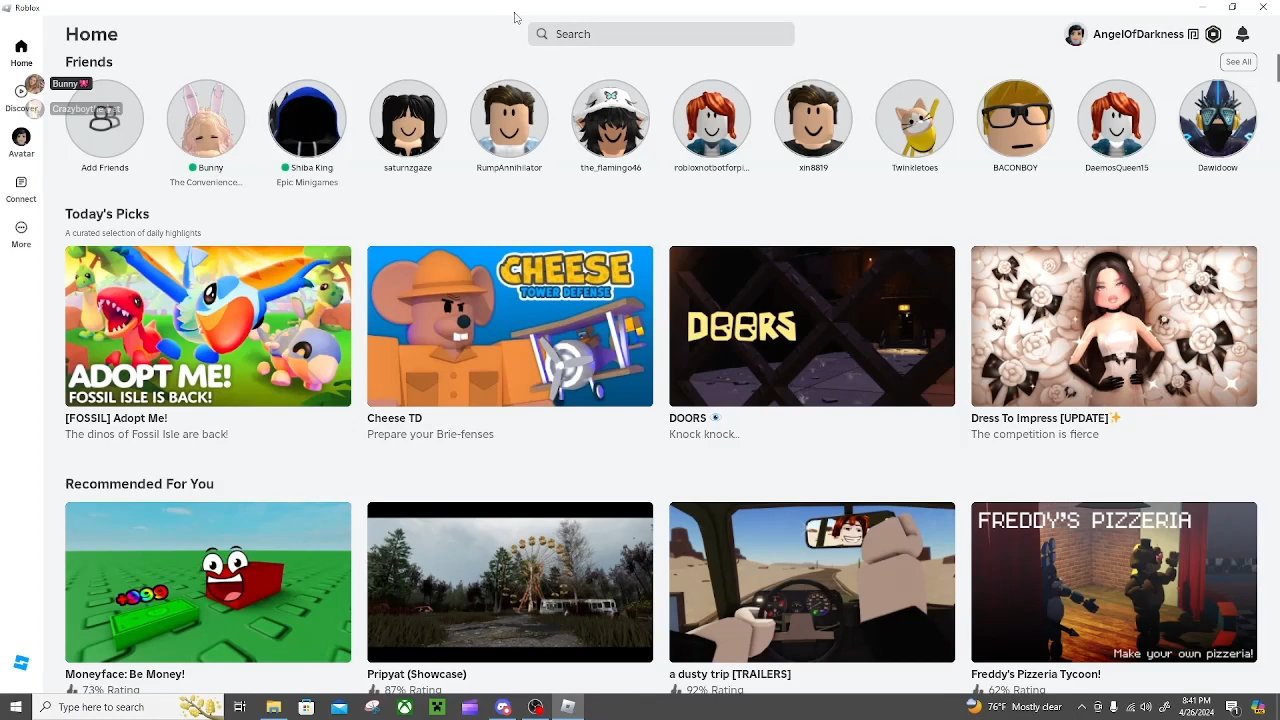 Roblox
Home
Search
AngelOfDarkness
Friends
See All
Home
Discover
Avatar
Connect
More
Bunny
Add Friends
Bunny
The Convenience...
Shiba King
Epic Minigames
saturnzgaze
RumpAnnihilator
the_flamingo46
robloxnotbotforpi...
xin8819
Twinkletoes
BACONBOY
DaemosQueen15
Dawidoow
Today's Picks
A curated selection of daily highlights
ADOPT ME!
FOSSIL ISLE IS BACK!
CHEESE
TOWER DEFENSE
DOORS
[FOSSIL] Adopt Me!
The dinos of Fossil Isle are back!
Cheese TD
Prepare your Brie-fenses
DOORS
Knock knock..
Dress To Impress [UPDATE]
The competition is fierce
Recommended For You
FREDDY'S PIZZERIA
Make your own pizzeria!
Moneyface: Be Money!
73% Rating
Pripyat (Showcase)
87% Rating
a dusty trip [TRAILERS]
92% Rating
Freddy's Pizzeria Tycoon!
62% Rating
Type here to search
76°F Mostly clear
8:41 PM
4/26/2024